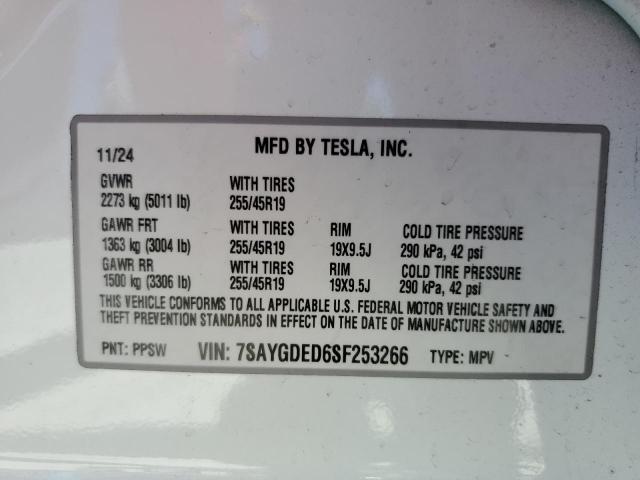 MFD BY TESLA, INC.
11/24
GVWR WITH TIRES
2273 kg (5011 lb) 255/45R19
GAWR FRT WITH TIRES RIM COLD TIRE PRESSURE
1363 kg (3004 lb) 255/45R19 19X9.5J 290 kPa, 42 psi
GAWR RR WITH TIRES RIM COLD TIRE PRESSURE
1500 kg (3306 lb) 255/45R19 19X9.5J 290 kPa, 42 psi
THIS VEHICLE CONFORMS TO ALL APPLICABLE U.S. FEDERAL MOTOR VEHICLE SAFETY AND
THEFT PREVENTION STANDARDS IN EFFECT ON THE DATE OF MANUFACTURE SHOWN ABOVE.
PNT: PPSW VIN: 7SAYGDED6SF253266 TYPE: MPV